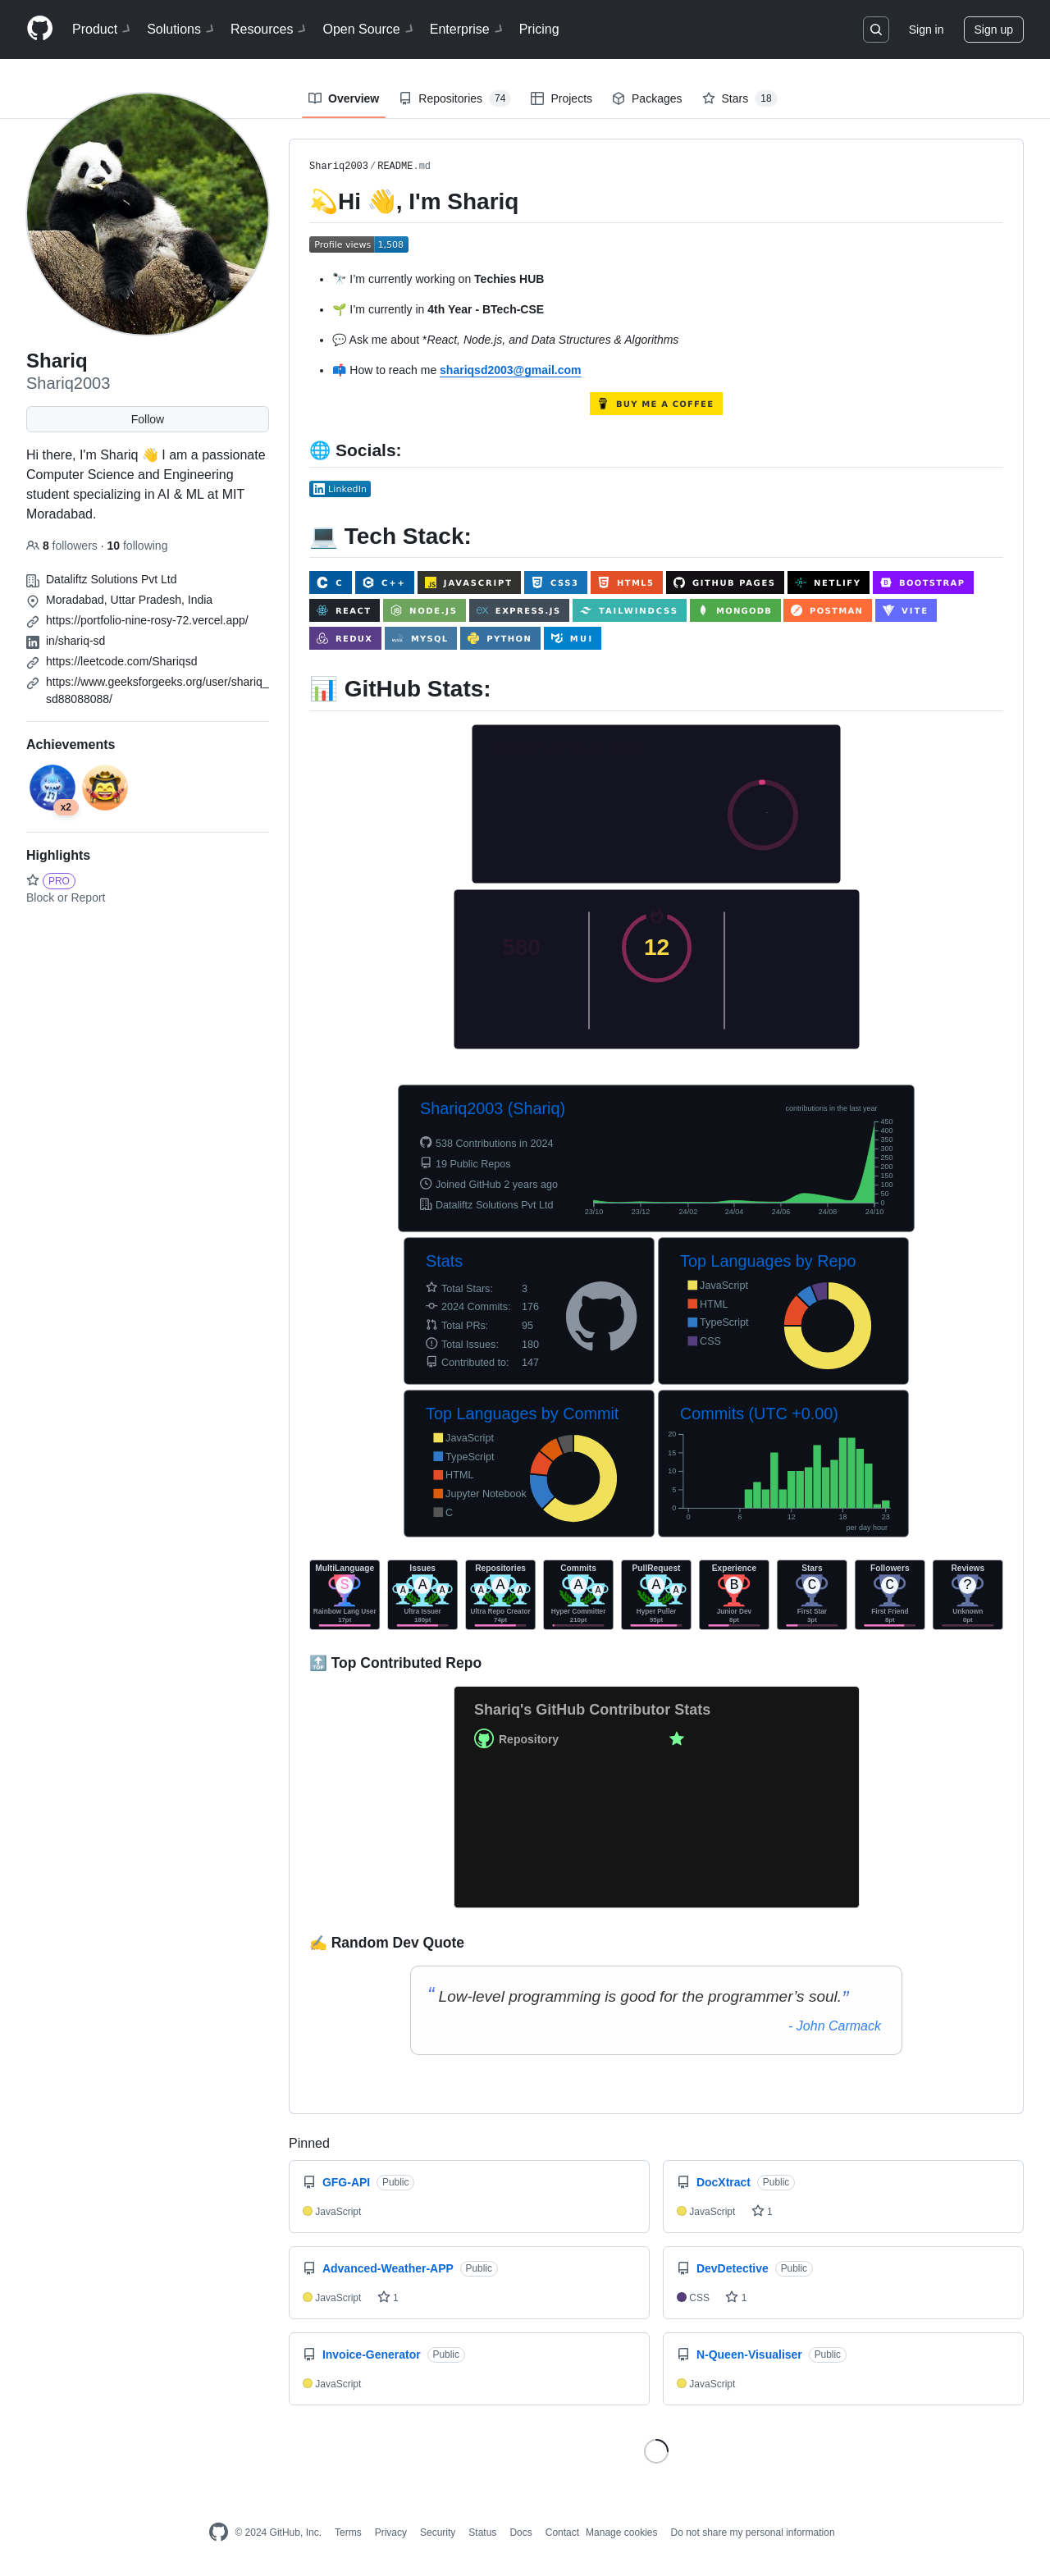 Product
Solutions
Resources
Open Source
Enterprise
Pricing
Sign in
Sign up
Overview
Repositories 74
Projects
Packages
Stars 18
Shariq
Shariq2003
Follow
Hi there, I'm Shariq 👋 I am a passionate
Computer Science and Engineering
student specializing in AI & ML at MIT
Moradabad.
8 followers · 10 following
Dataliftz Solutions Pvt Ltd
Moradabad, Uttar Pradesh, India
https://portfolio-nine-rosy-72.vercel.app/
in/shariq-sd
https://leetcode.com/Shariqsd
https://www.geeksforgeeks.org/user/shariq_
sd88088088/
Achievements
x2
Highlights
PRO
Block or Report
Shariq2003/README.md
💫Hi 👋, I'm Shariq
Profile views 1,508
• 🔭 I’m currently working on Techies HUB
• 🌱 I’m currently in 4th Year - BTech-CSE
• 💬 Ask me about *React, Node.js, and Data Structures & Algorithms
• 📫 How to reach me shariqsd2003@gmail.com
BUY ME A COFFEE
🌐 Socials:
LinkedIn
💻 Tech Stack:
C C++ JAVASCRIPT CSS3 HTML5 GITHUB PAGES NETLIFY BOOTSTRAP
REACT NODE.JS EXPRESS.JS TAILWINDCSS MONGODB POSTMAN VITE
REDUX MYSQL PYTHON MUI
📊 GitHub Stats:
580
12
Shariq2003 (Shariq)
538 Contributions in 2024
19 Public Repos
Joined GitHub 2 years ago
Dataliftz Solutions Pvt Ltd
contributions in the last year
450
400
350
300
250
200
150
100
50
0
23/10 23/12 24/02 24/04 24/06 24/08 24/10
Stats
Total Stars: 3
2024 Commits: 176
Total PRs: 95
Total Issues: 180
Contributed to: 147
Top Languages by Repo
JavaScript
HTML
TypeScript
CSS
Top Languages by Commit
JavaScript
TypeScript
HTML
Jupyter Notebook
C
Commits (UTC +0.00)
20
15
10
5
0
0 6 12 18 23
per day hour
MultiLanguage
S
Rainbow Lang User
17pt
Issues
A A A
Ultra Issuer
180pt
Repositories
A A A
Ultra Repo Creator
74pt
Commits
A A
Hyper Committer
210pt
PullRequest
A A
Hyper Puller
95pt
Experience
B
Junior Dev
8pt
Stars
C
First Star
3pt
Followers
C
First Friend
8pt
Reviews
?
Unknown
0pt
🔝 Top Contributed Repo
Shariq's GitHub Contributor Stats
Repository
✍️ Random Dev Quote
“ Low-level programming is good for the programmer’s soul.”
- John Carmack
Pinned
GFG-API Public
JavaScript
DocXtract Public
JavaScript 1
Advanced-Weather-APP Public
JavaScript 1
DevDetective Public
CSS 1
Invoice-Generator Public
JavaScript
N-Queen-Visualiser Public
JavaScript
© 2024 GitHub, Inc.
Terms
Privacy
Security
Status
Docs
Contact
Manage cookies
Do not share my personal information